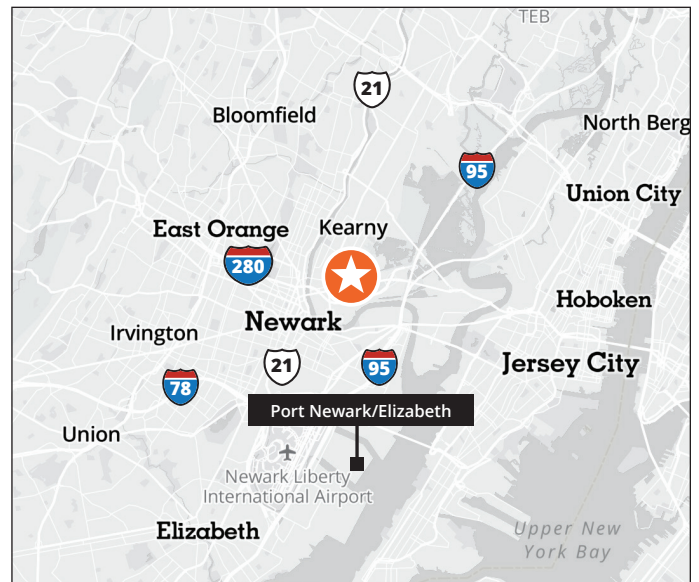 TEB
21
Bloomfield
North Berg
95
Union City
East Orange
Kearny
280
Hoboken
Newark
Irvington
Jersey City
21
95
78
Port Newark/Elizabeth
Union
Newark Liberty
International Airport
Elizabeth
Upper New
York Bay